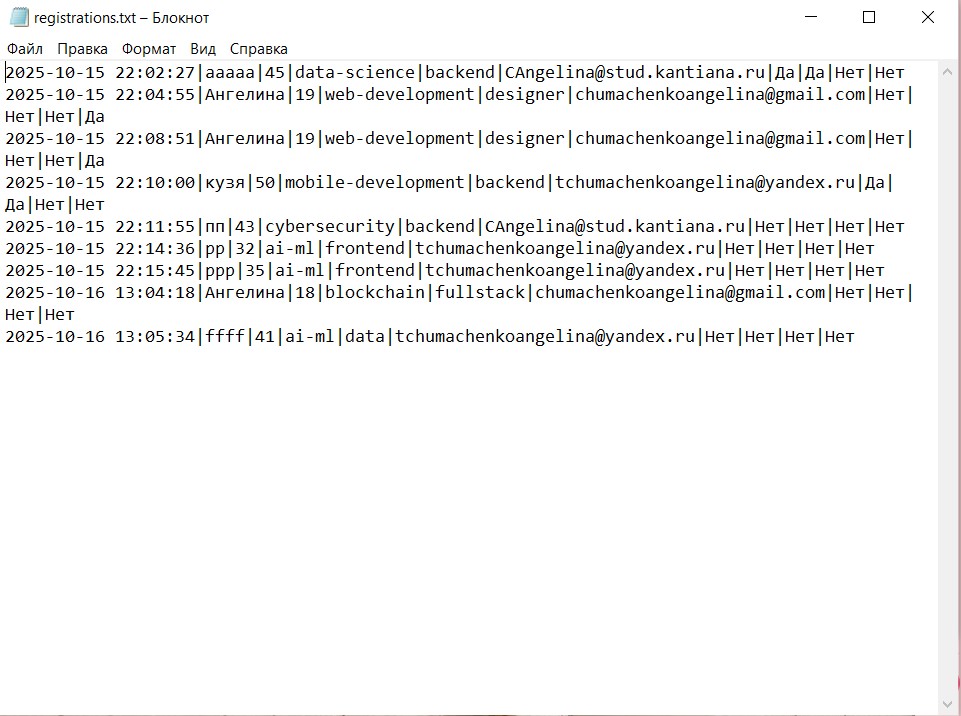 registrations.txt – Блокнот
Файл Правка Формат Вид Справка
2025-10-15 22:02:27|ааааа|45|data-science|backend|CAngelina@stud.kantiana.ru|Да|Да|Нет|Нет
2025-10-15 22:04:55|Ангелина|19|web-development|designer|chumachenkoangelina@gmail.com|Нет|
Нет|Нет|Да
2025-10-15 22:08:51|Ангелина|19|web-development|designer|chumachenkoangelina@gmail.com|Нет|
Нет|Нет|Да
2025-10-15 22:10:00|кузя|50|mobile-development|backend|tchumachenkoangelina@yandex.ru|Да|
Да|Нет|Нет
2025-10-15 22:11:55|пп|43|cybersecurity|backend|CAngelina@stud.kantiana.ru|Нет|Нет|Нет|Нет
2025-10-15 22:14:36|рр|32|ai-ml|frontend|tchumachenkoangelina@yandex.ru|Нет|Нет|Нет|Нет
2025-10-15 22:15:45|ррр|35|ai-ml|frontend|tchumachenkoangelina@yandex.ru|Нет|Нет|Нет|Нет
2025-10-16 13:04:18|Ангелина|18|blockchain|fullstack|chumachenkoangelina@gmail.com|Нет|Нет|
Нет|Нет
2025-10-16 13:05:34|ffff|41|ai-ml|data|tchumachenkoangelina@yandex.ru|Нет|Нет|Нет|Нет